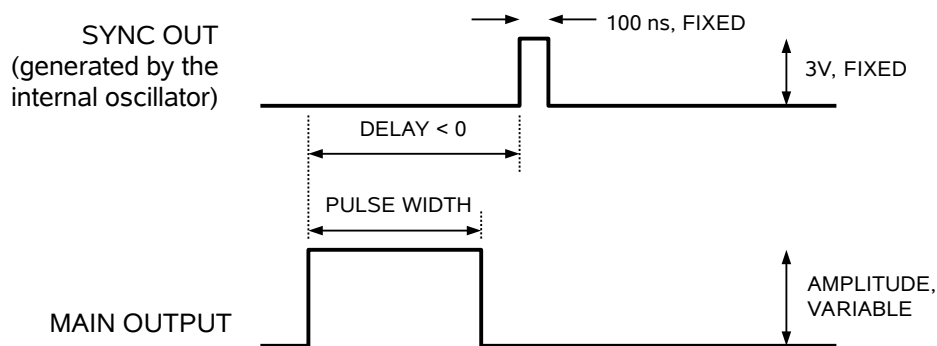 100 ns, FIXED
SYNC OUT
(generated by the
internal oscillator)
3V, FIXED
DELAY < 0
PULSE WIDTH
AMPLITUDE,
VARIABLE
MAIN OUTPUT